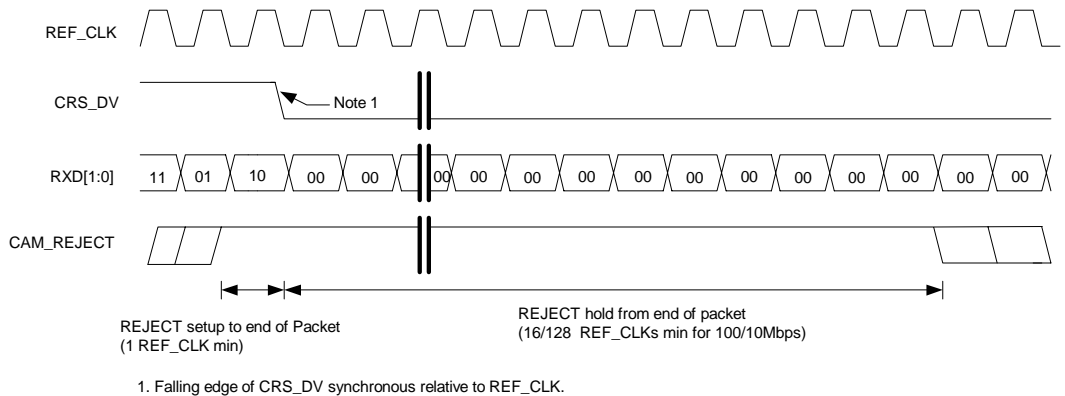 REF_CLK
CRS_DV
Note 1
RXD[1:0]
11 01 10 00 00 00 00 00 00 00 00 00 00 00 00 00
CAM_REJECT
REJECT setup to end of Packet
(1 REF_CLK min)
REJECT hold from end of packet
(16/128 REF_CLKs min for 100/10Mbps)
1. Falling edge of CRS_DV synchronous relative to REF_CLK.